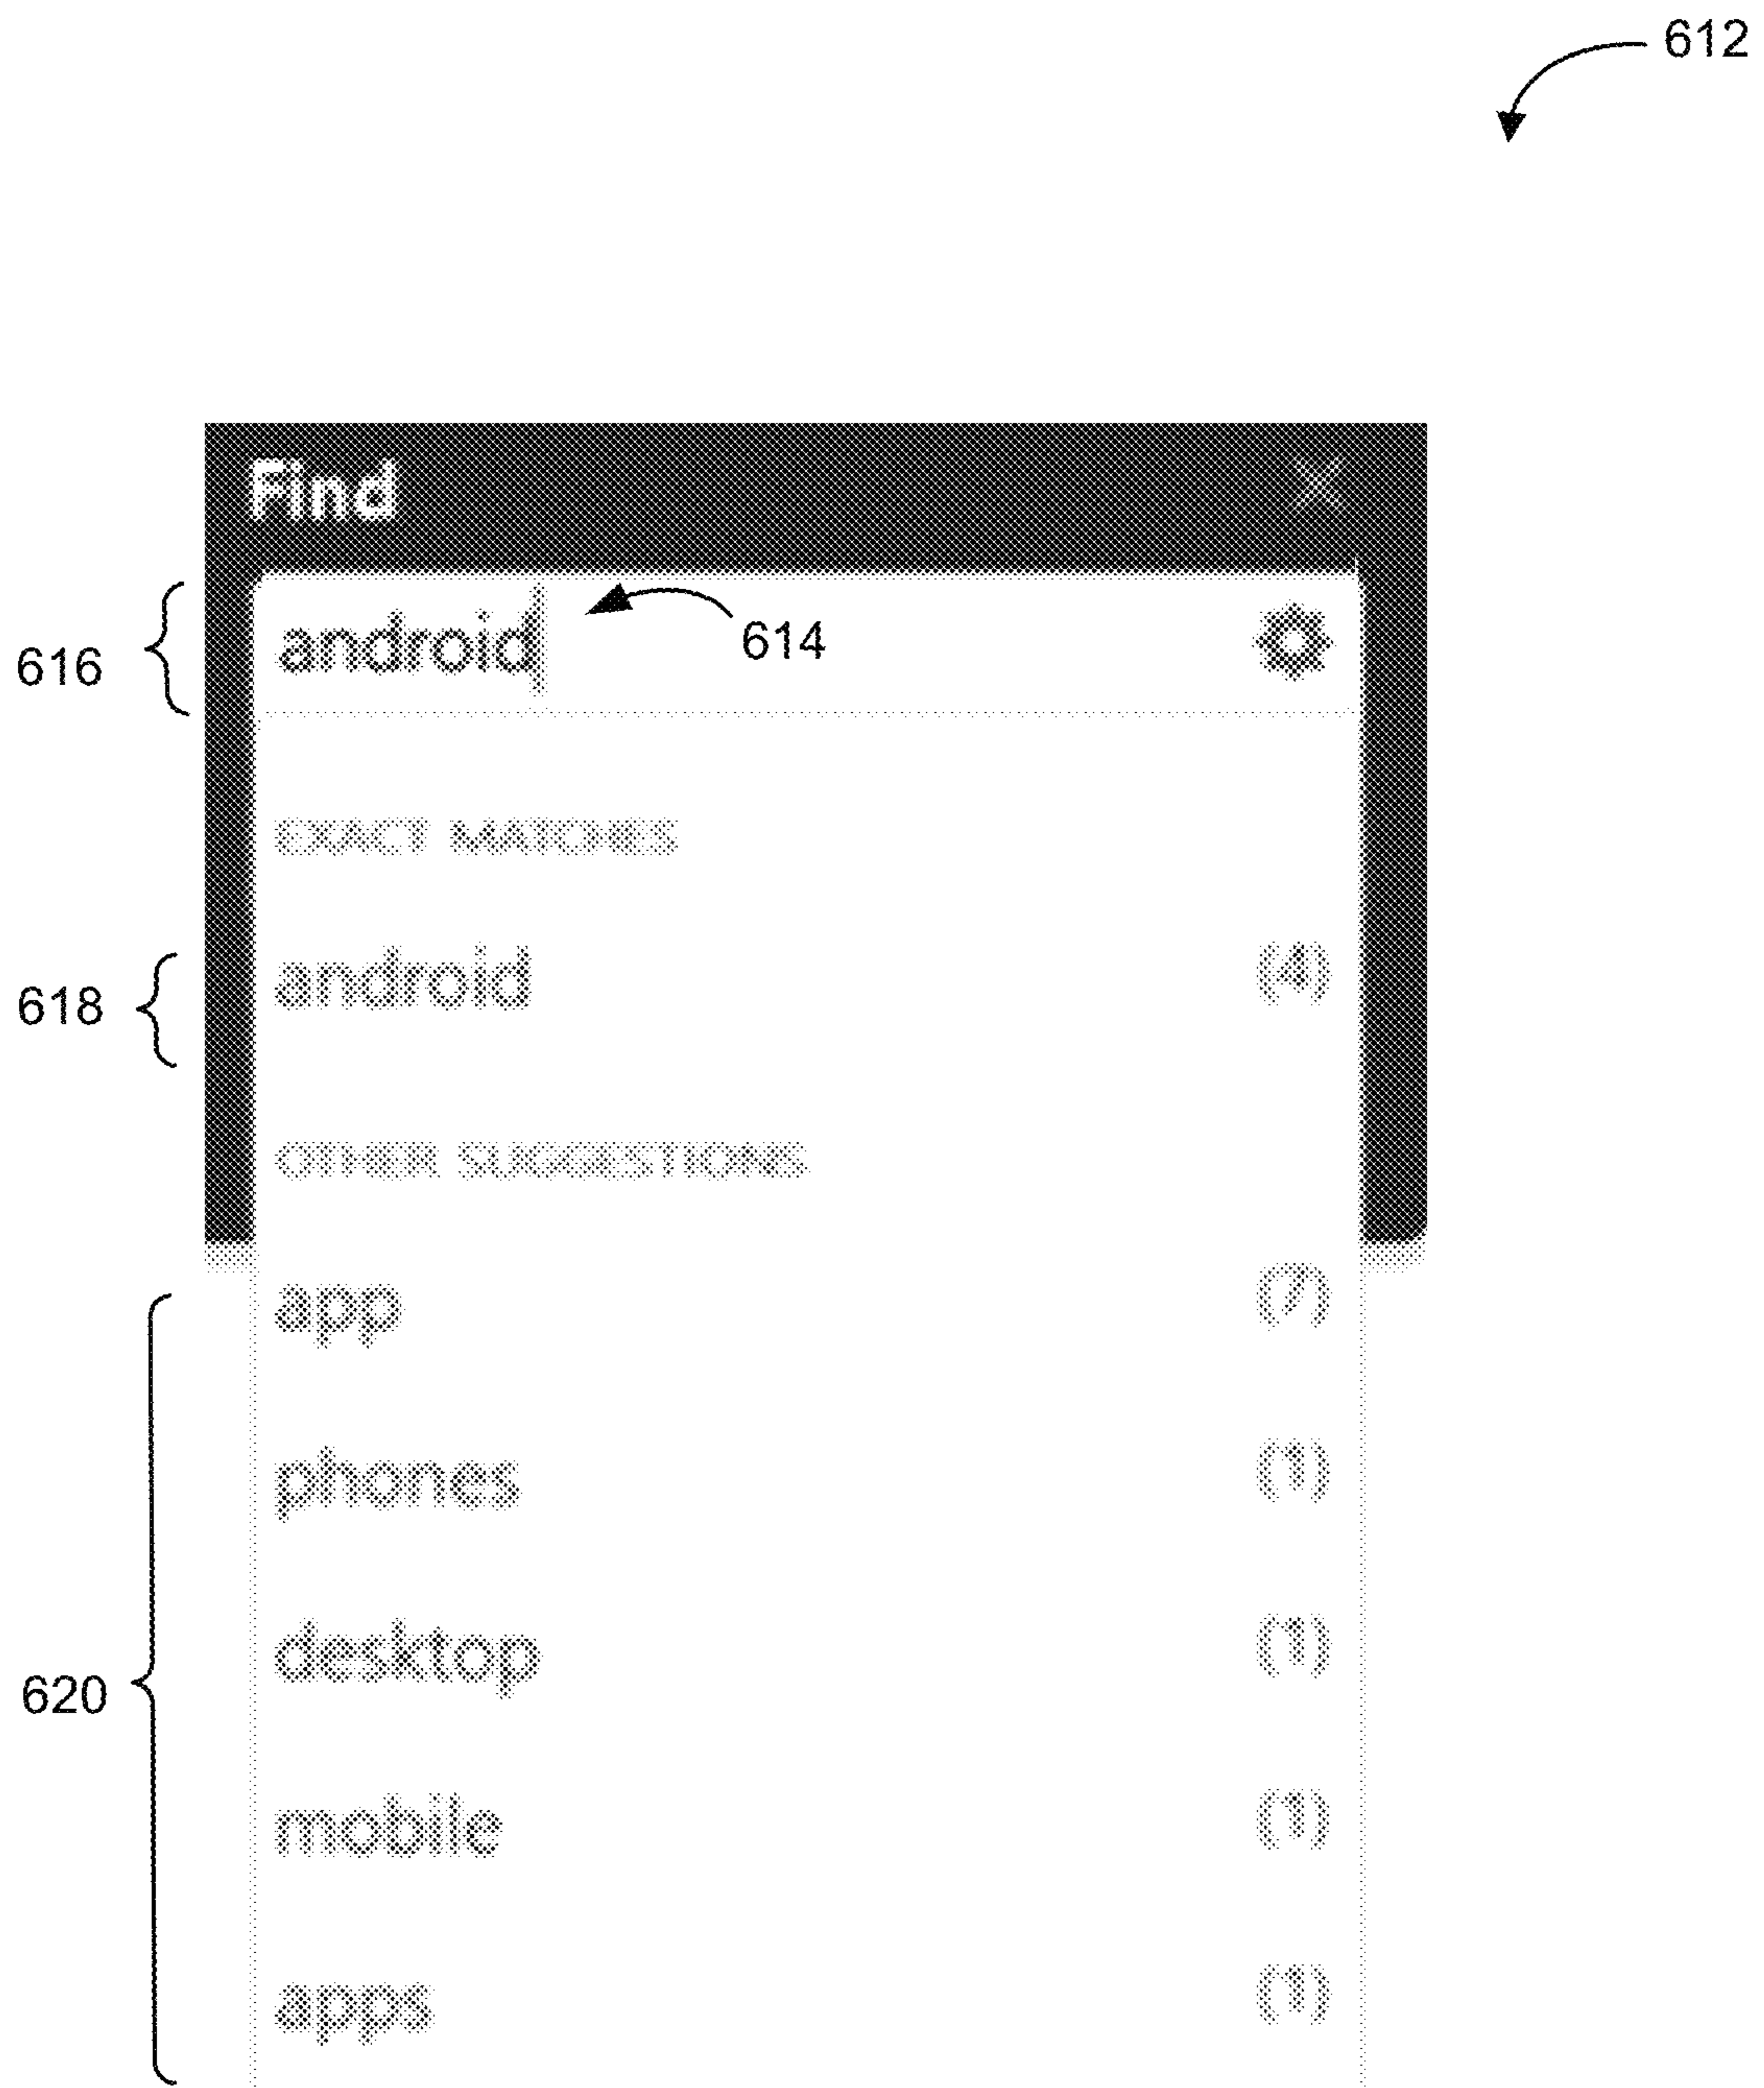 612
Find X
616 android 614
EXACT MATCHES
618 android (4)
OTHER SUGGESTIONS
app (7)
phones (1)
desktop (1)
620
mobile (1)
apps (1)